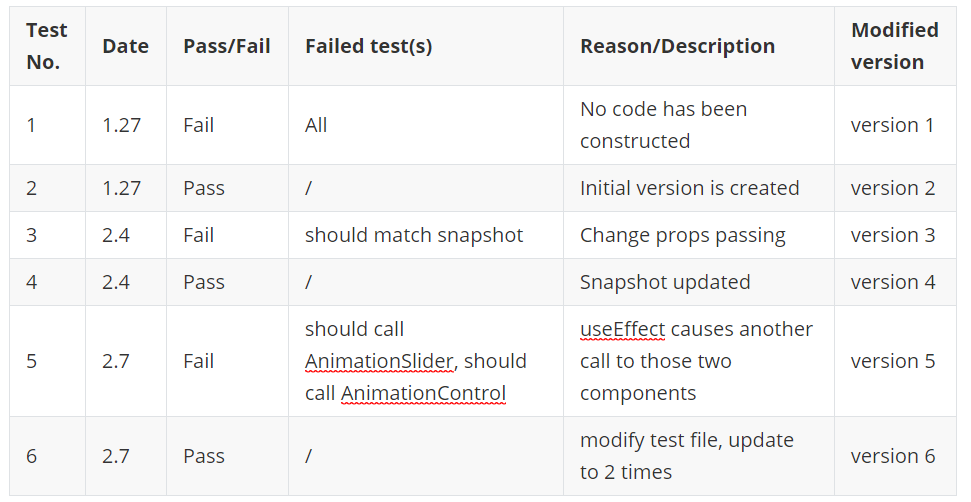 Test No. Date Pass/Fail Failed test(s) Reason/Description Modified version
1 1.27 Fail All No code has been constructed version 1
2 1.27 Pass / Initial version is created version 2
3 2.4 Fail should match snapshot Change props passing version 3
4 2.4 Pass / Snapshot updated version 4
5 2.7 Fail should call AnimationSlider, should call AnimationControl useEffect causes another call to those two components version 5
6 2.7 Pass / modify test file, update to 2 times version 6